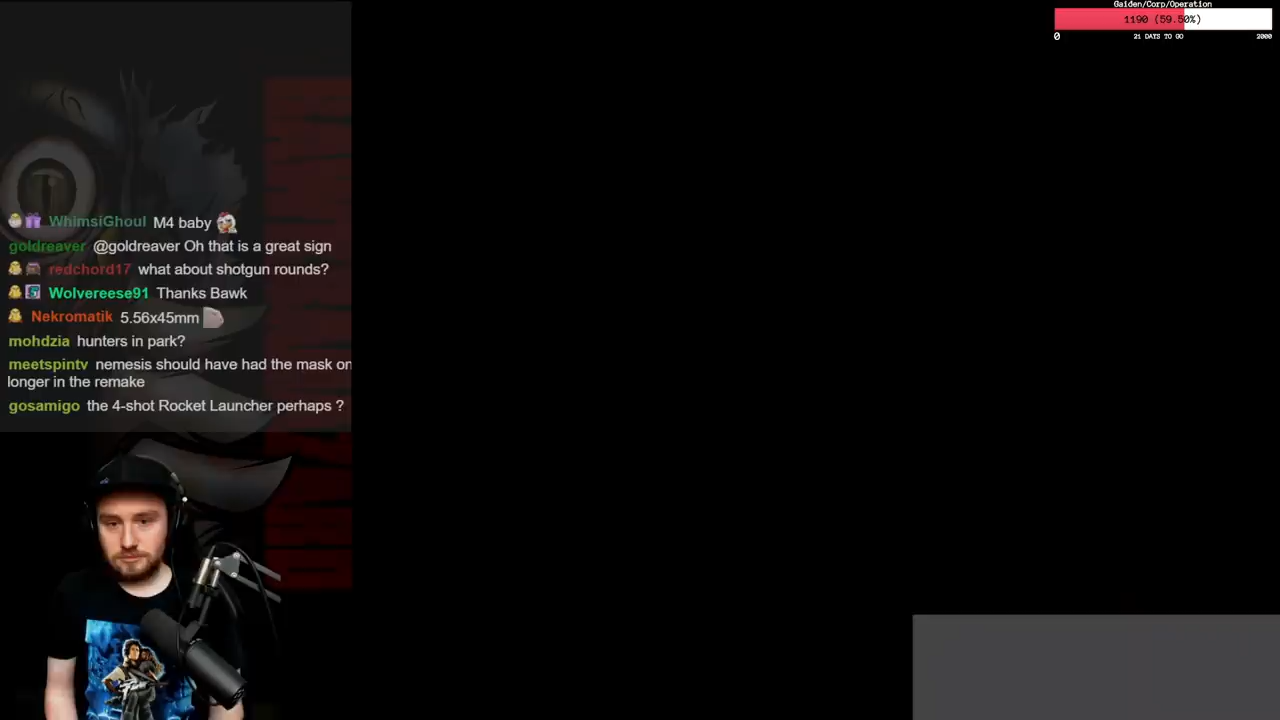 Gaiden/Corp/Operation
1190 (59.50%)
0
21 DAYS TO GO
2000
WhimsiGhoul M4 baby
goldreaver @goldreaver Oh that is a great sign
redchord17 what about shotgun rounds?
Wolvereese91 Thanks Bawk
Nekromatik 5.56x45mm
mohdzia hunters in park?
meetspintv nemesis should have had the mask on
longer in the remake
gosamigo the 4-shot Rocket Launcher perhaps ?